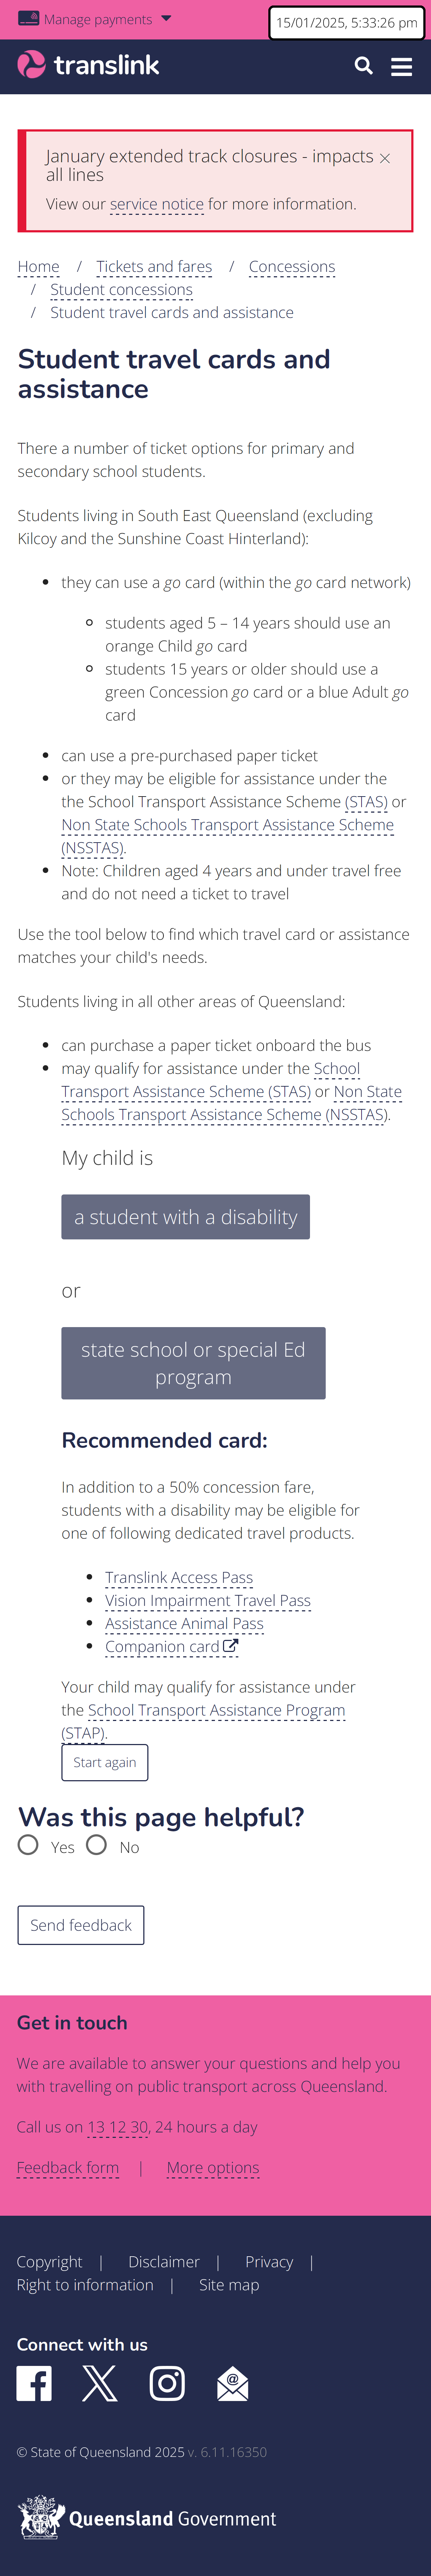 Manage payments
15/01/2025, 5:33:26 pm
translink
January extended track closures - impacts
all lines
View our service notice for more information.
Home / Tickets and fares / Concessions
/ Student concessions
/ Student travel cards and assistance
Student travel cards and
assistance
There a number of ticket options for primary and
secondary school students.
Students living in South East Queensland (excluding
Kilcoy and the Sunshine Coast Hinterland):
• they can use a go card (within the go card network)
students aged 5 – 14 years should use an
orange Child go card
students 15 years or older should use a
green Concession go card or a blue Adult go
card
• can use a pre-purchased paper ticket
• or they may be eligible for assistance under the
the School Transport Assistance Scheme (STAS) or
Non State Schools Transport Assistance Scheme
(NSSTAS).
• Note: Children aged 4 years and under travel free
and do not need a ticket to travel
Use the tool below to find which travel card or assistance
matches your child's needs.
Students living in all other areas of Queensland:
• can purchase a paper ticket onboard the bus
• may qualify for assistance under the School
Transport Assistance Scheme (STAS) or Non State
Schools Transport Assistance Scheme (NSSTAS).
My child is
a student with a disability
or
state school or special Ed
program
Recommended card:
In addition to a 50% concession fare,
students with a disability may be eligible for
one of following dedicated travel products.
• Translink Access Pass
• Vision Impairment Travel Pass
• Assistance Animal Pass
• Companion card
Your child may qualify for assistance under
the School Transport Assistance Program
(STAP).
Start again
Was this page helpful?
Yes No
Send feedback
Get in touch
We are available to answer your questions and help you
with travelling on public transport across Queensland.
Call us on 13 12 30, 24 hours a day
Feedback form | More options
Copyright | Disclaimer | Privacy |
Right to information | Site map
Connect with us
© State of Queensland 2025 v. 6.11.16350
Queensland Government